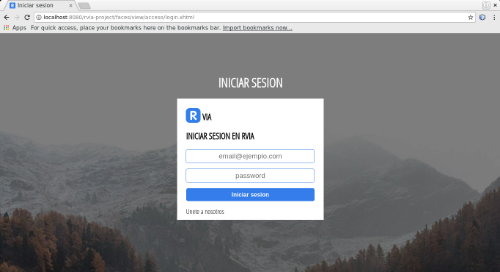 Iniciar sesion
localhost:8080/rvia-project/faces/view/access/login.xhtml
Apps For quick access, place your bookmarks here on the bookmarks bar. Import bookmarks now...
INICIAR SESION
R VIA
INICIAR SESION EN RVIA
email@ejemplo.com
password
Iniciar sesion
Unete a nosotros